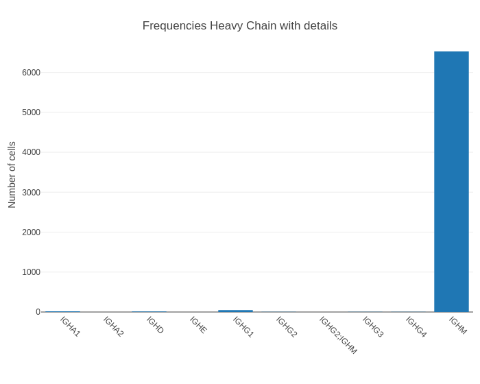 Frequencies Heavy Chain with details
Number of cells
6000
5000
4000
3000
2000
1000
0
IGHA1
IGHA2
IGHD
IGHE
IGHG1
IGHG2
IGHG2;IGHM
IGHG3
IGHG4
IGHM